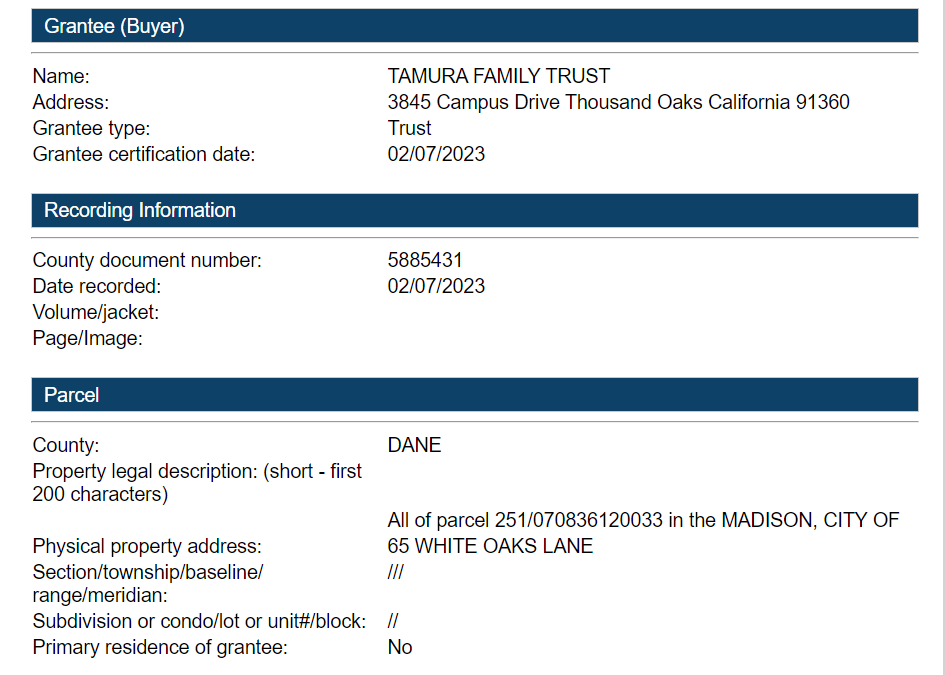 Grantee (Buyer)
Name: TAMURA FAMILY TRUST
Address: 3845 Campus Drive Thousand Oaks California 91360
Grantee type: Trust
Grantee certification date: 02/07/2023
Recording Information
County document number: 5885431
Date recorded: 02/07/2023
Volume/jacket:
Page/Image:
Parcel
County: DANE
Property legal description: (short - first
200 characters)
All of parcel 251/070836120033 in the MADISON, CITY OF
Physical property address: 65 WHITE OAKS LANE
Section/township/baseline/ ///
range/meridian:
Subdivision or condo/lot or unit#/block: //
Primary residence of grantee: No